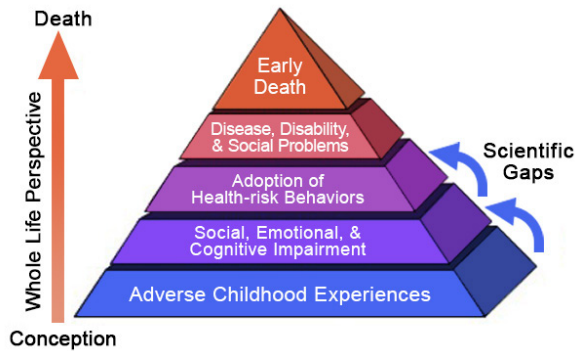 Death
Whole Life Perspective
Conception
Early
Death
Disease, Disability,
& Social Problems
Adoption of
Health-risk Behaviors
Social, Emotional, &
Cognitive Impairment
Adverse Childhood Experiences
Scientific
Gaps